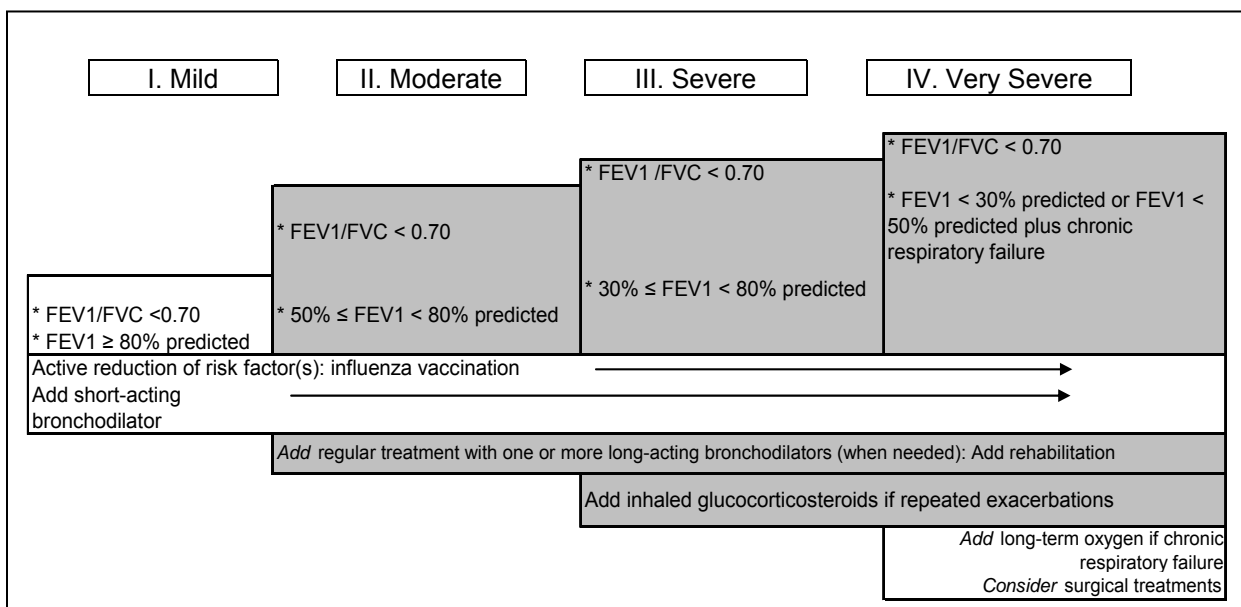 I. Mild
II. Moderate
III. Severe
IV. Very Severe
* FEV1/FVC <0.70
* FEV1 ≥ 80% predicted
* FEV1/FVC < 0.70
* 50% ≤ FEV1 < 80% predicted
* FEV1 /FVC < 0.70
* 30% ≤ FEV1 < 80% predicted
* FEV1/FVC < 0.70
* FEV1 < 30% predicted or FEV1 <
50% predicted plus chronic
respiratory failure
Active reduction of risk factor(s): influenza vaccination
Add short-acting
bronchodilator
Add regular treatment with one or more long-acting bronchodilators (when needed): Add rehabilitation
Add inhaled glucocorticosteroids if repeated exacerbations
Add long-term oxygen if chronic
respiratory failure
Consider surgical treatments